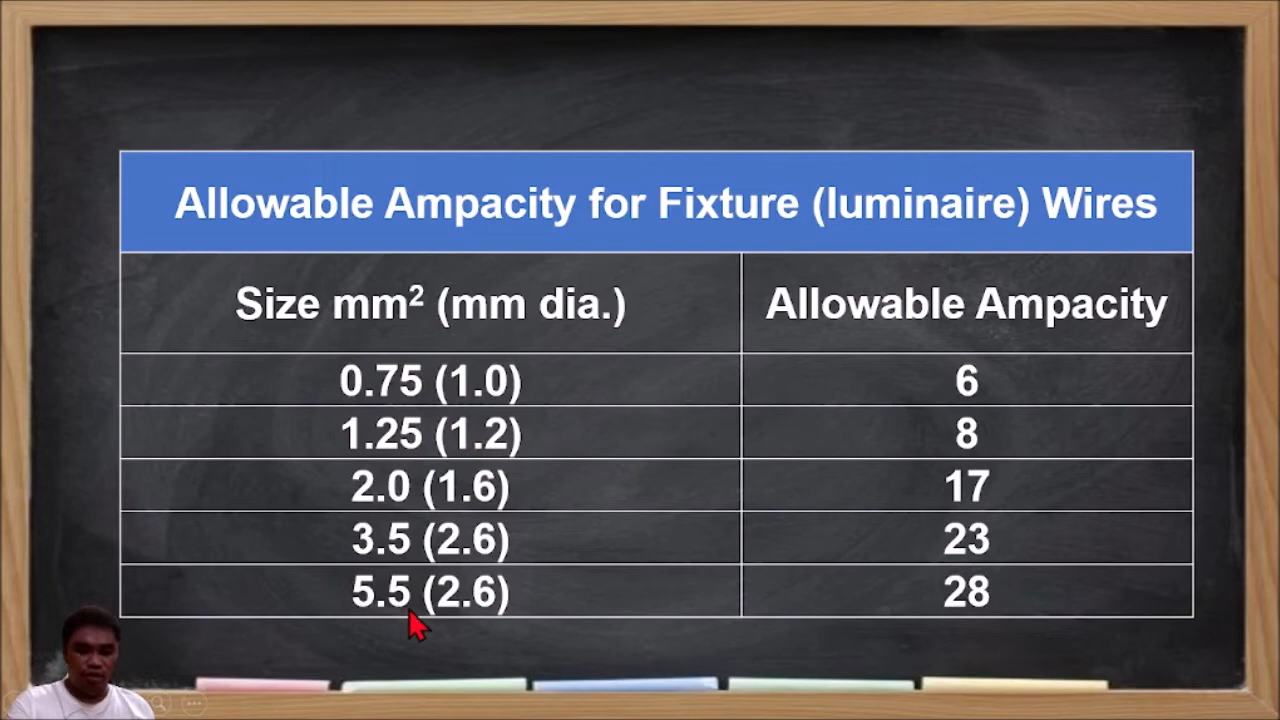 Allowable Ampacity for Fixture (luminaire) Wires
Size mm² (mm dia.) Allowable Ampacity
0.75 (1.0) 6
1.25 (1.2) 8
2.0 (1.6) 17
3.5 (2.6) 23
5.5 (2.6) 28